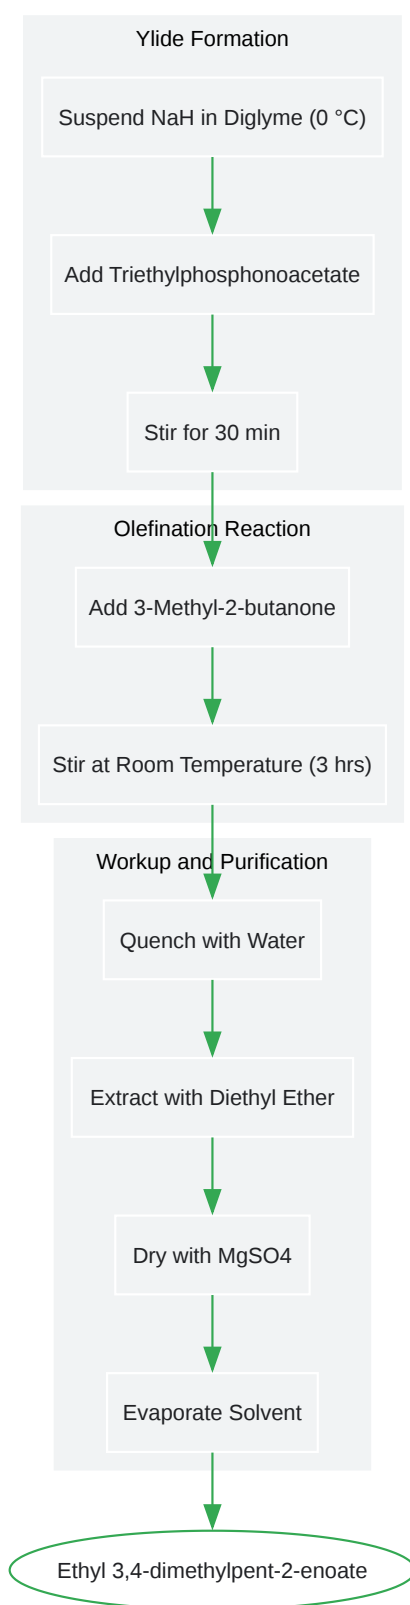 Ylide Formation
Suspend NaH in Diglyme (0 °C)
Add Triethylphosphonoacetate
Stir for 30 min
Olefination Reaction
Add 3-Methyl-2-butanone
Stir at Room Temperature (3 hrs)
Workup and Purification
Quench with Water
Extract with Diethyl Ether
Dry with MgSO4
Evaporate Solvent
Ethyl 3,4-dimethylpent-2-enoate